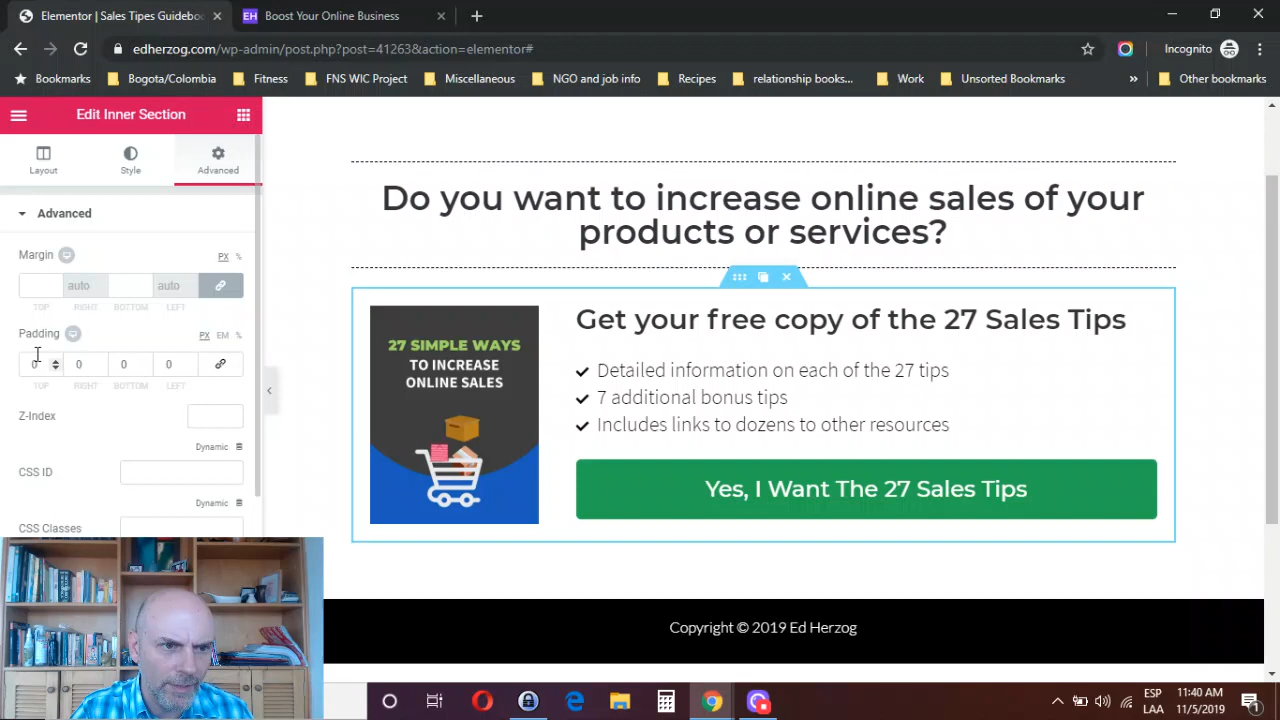 Sales Tips Guidebo
Boost Your Online Business
edherzog.com/wp-admin/post.php?post=41263&action=elementor#
Incognito
Bookmarks
Bogota/Colombia
Fitness
FNS WIC Project
Miscellaneous
NGO and job info
Recipes
relationship books...
Work
Unsorted Bookmarks
»
Other bookmarks
Edit Inner Section
Layout
Style
Advanced
Advanced
Margin
PX %
auto
auto
TOP RIGHT BOTTOM LEFT
Padding
PX EM %
0 0 0 0
TOP RIGHT BOTTOM LEFT
Z-Index
Dynamic
CSS ID
Dynamic
CSS Classes
Do you want to increase online sales of your
products or services?
27 SIMPLE WAYS
TO INCREASE
ONLINE SALES
Get your free copy of the 27 Sales Tips
Detailed information on each of the 27 tips
7 additional bonus tips
Includes links to dozens to other resources
Yes, I Want The 27 Sales Tips
Copyright © 2019 Ed Herzog
ESP
LAA
11:40 AM
11/5/2019
1